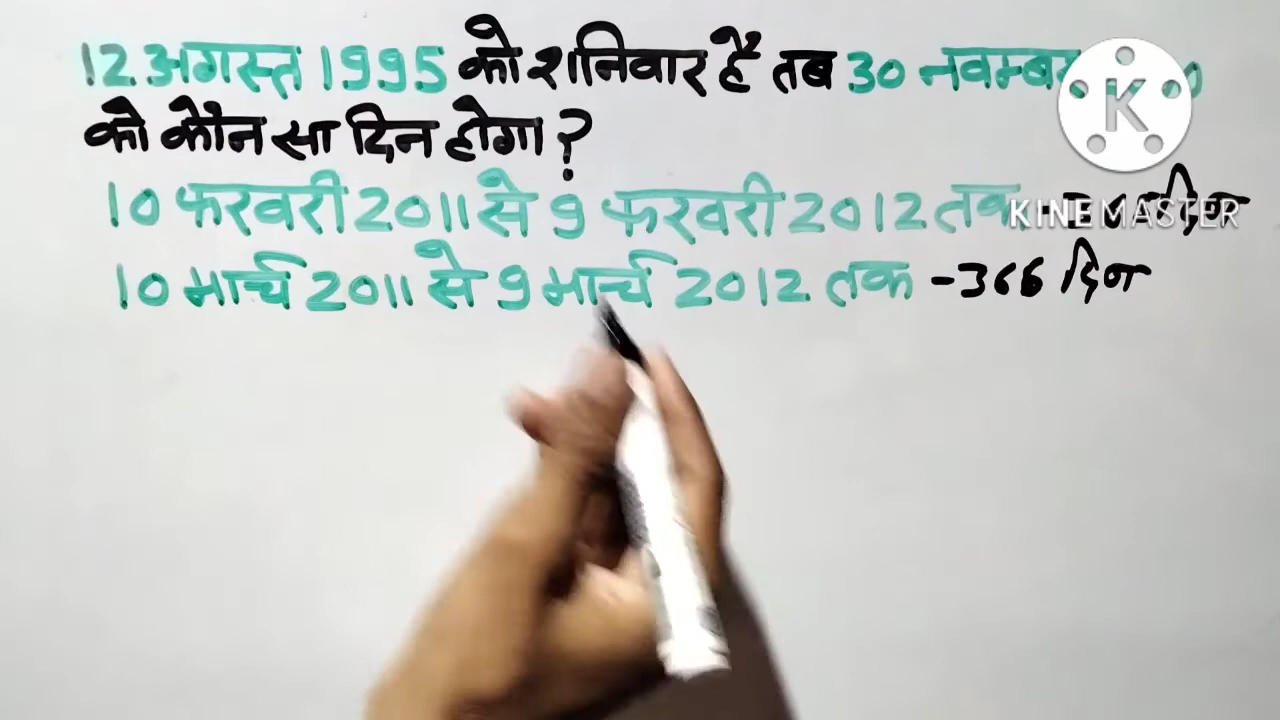 12 अगस्त 1995 को शनिवार है तब 30 नवम्बर
को कौन सा दिन होगा ?
10 फरवरी 2011 से 9 फरवरी 2012 तक - दिन
10 मार्च 2011 से 9 मार्च 2012 तक - 366 दिन
K
KINEMASTER